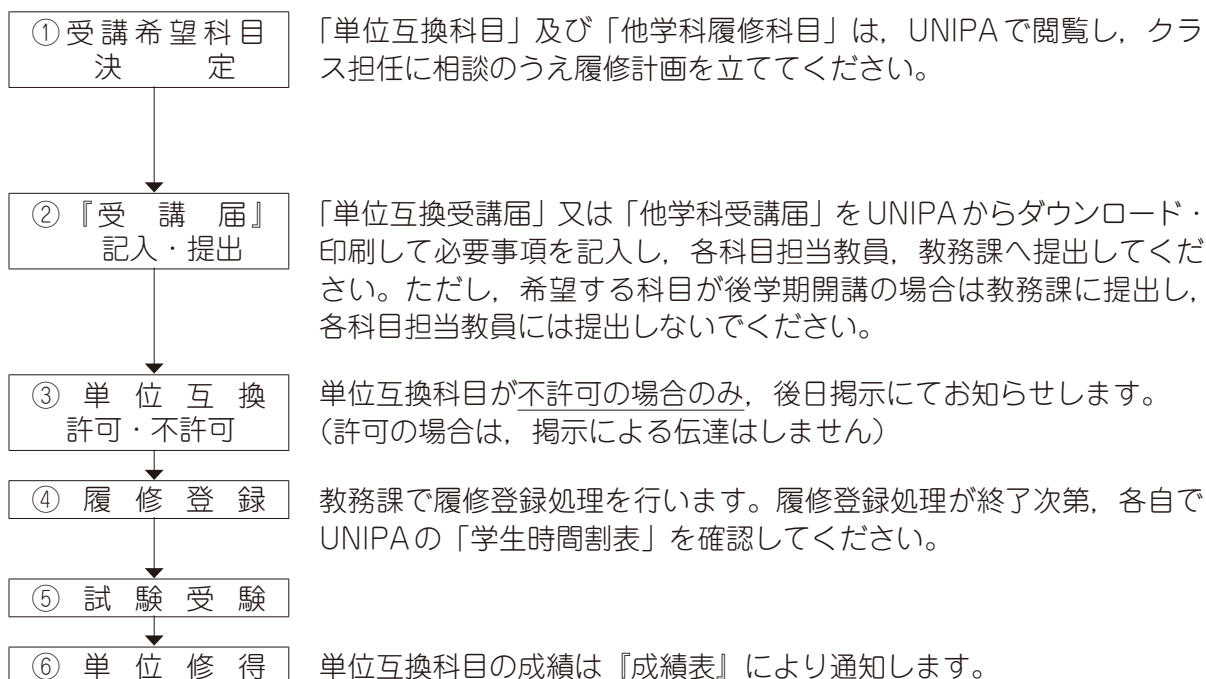 ①受講希望科目
決定
「単位互換科目」及び「他学科履修科目」は，UNIPAで閲覧し，クラ
ス担任に相談のうえ履修計画を立ててください。
②『受講届』
記入・提出
「単位互換受講届」又は「他学科受講届」をUNIPAからダウンロード・
印刷して必要事項を記入し，各科目担当教員，教務課へ提出してくだ
さい。ただし，希望する科目が後学期開講の場合は教務課に提出し，
各科目担当教員には提出しないでください。
③単位互換
許可・不許可
単位互換科目が不許可の場合のみ，後日掲示にてお知らせします。
（許可の場合は，掲示による伝達はしません）
④履修登録
教務課で履修登録処理を行います。履修登録処理が終了次第，各自で
UNIPAの「学生時間割表」を確認してください。
⑤試験受験
⑥単位修得
単位互換科目の成績は『成績表』により通知します。